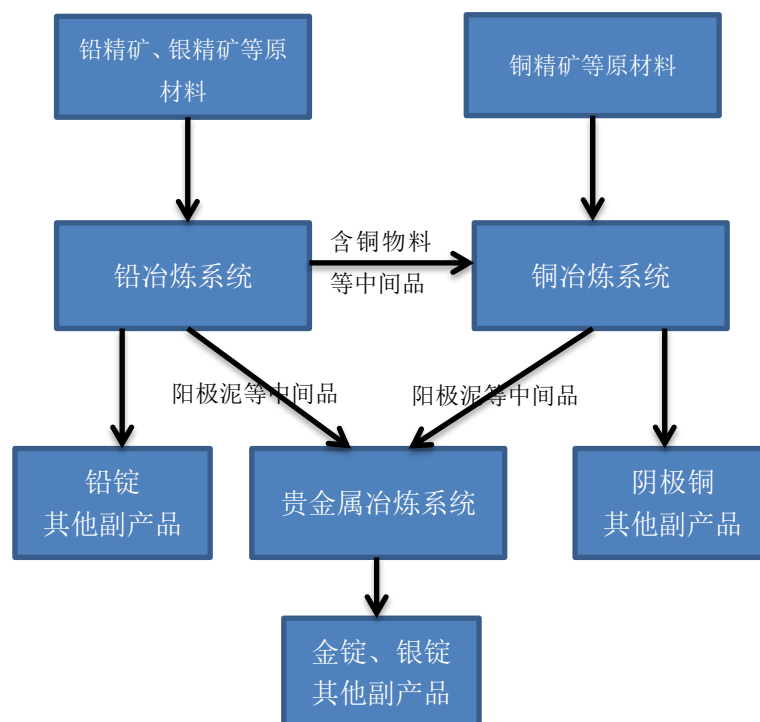 铅精矿、银精矿等原
材料
铜精矿等原材料
铅冶炼系统
含铜物料
等中间品
铜冶炼系统
阳极泥等中间品
阳极泥等中间品
铅锭
其他副产品
贵金属冶炼系统
阴极铜
其他副产品
金锭、银锭
其他副产品